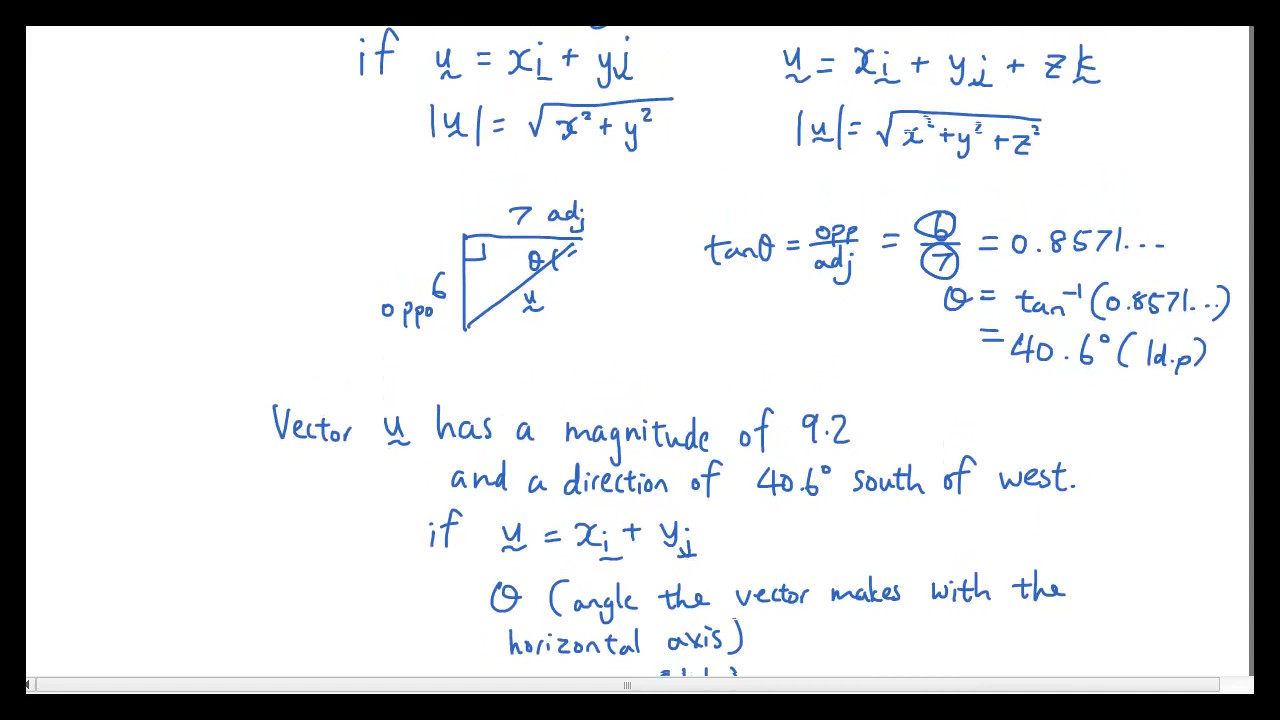 if u = xi + yj
|u| = √x² + y²
u = xi + yj + zk
|u| = √x² + y² + z²
7 adj
θ
oppo 6
u
tanθ = opp/adj = 6/7 = 0.8571...
θ = tan⁻¹(0.8571...)
= 40.6° (1d.p)
Vector u has a magnitude of 9.2
and a direction of 40.6° south of west.
if u = xi + yj
θ (angle the vector makes with the
horizontal axis)